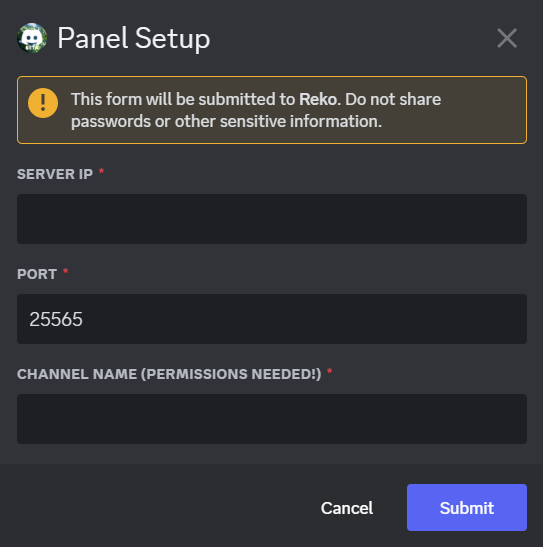 Panel Setup
This form will be submitted to Reko. Do not share
passwords or other sensitive information.
SERVER IP *
PORT *
25565
CHANNEL NAME (PERMISSIONS NEEDED!) *
Cancel
Submit